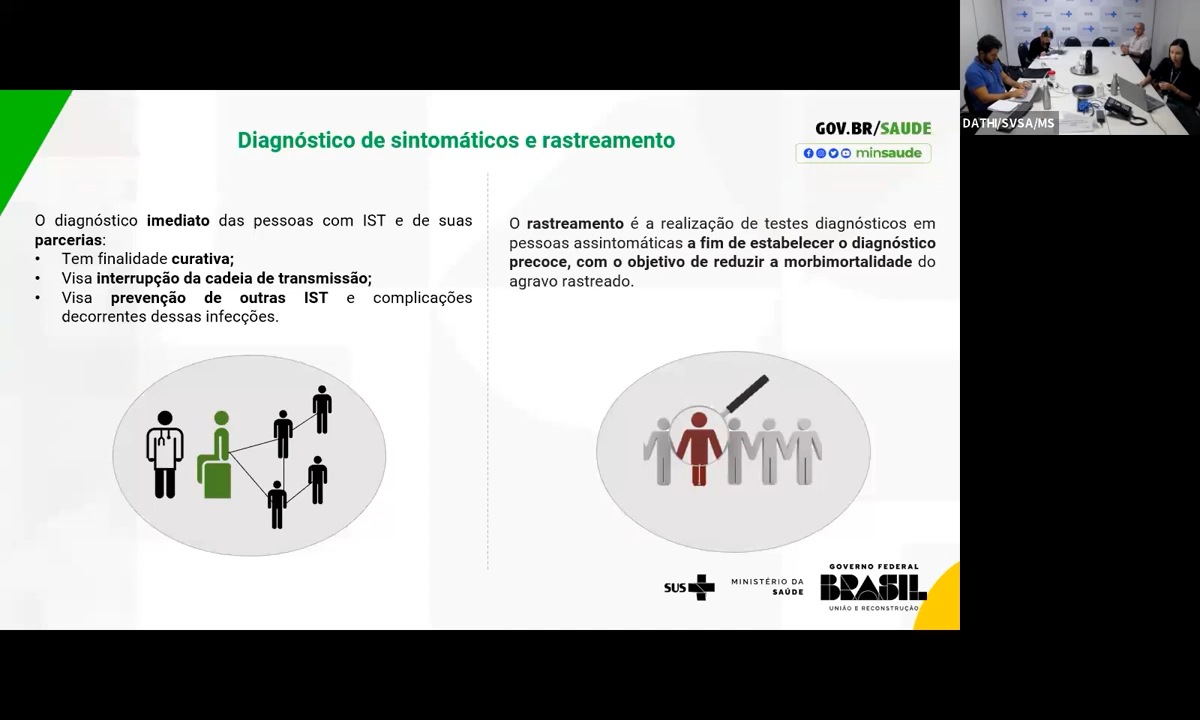 Diagnóstico de sintomáticos e rastreamento
GOV.BR/SAUDE
minsaude
DATHI/SVSA/MS
O diagnóstico imediato das pessoas com IST e de suas
parcerias:
• Tem finalidade curativa;
• Visa interrupção da cadeia de transmissão;
• Visa prevenção de outras IST e complicações
decorrentes dessas infecções.
O rastreamento é a realização de testes diagnósticos em
pessoas assintomáticas a fim de estabelecer o diagnóstico
precoce, com o objetivo de reduzir a morbimortalidade do
agravo rastreado.
SUS
MINISTÉRIO DA
SAÚDE
GOVERNO FEDERAL
BRASIL
UNIÃO E RECONSTRUÇÃO